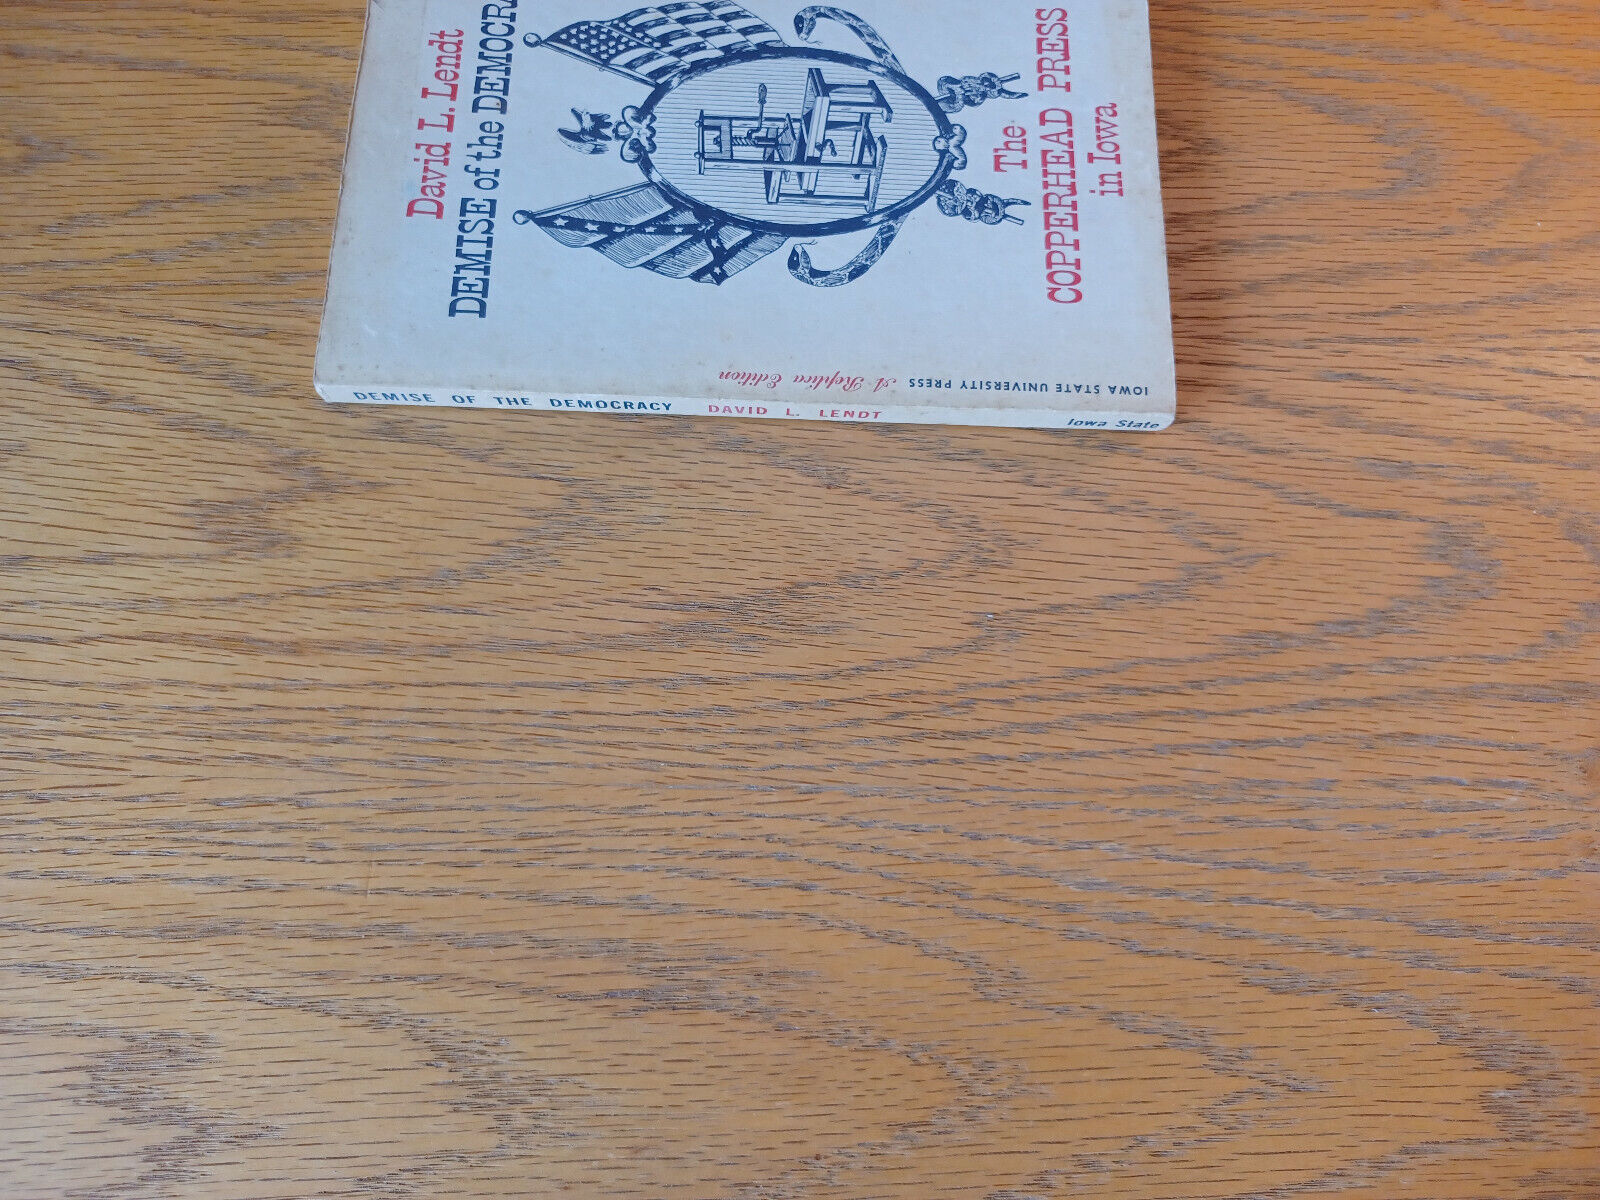 David L. Lendt
DEMISE of the DEMOCRA
The
COPPERHEAD PRESS
in Iowa
A Replica Edition
IOWA STATE UNIVERSITY PRESS
DEMISE OF THE DEMOCRACY DAVID L. LENDT Iowa State